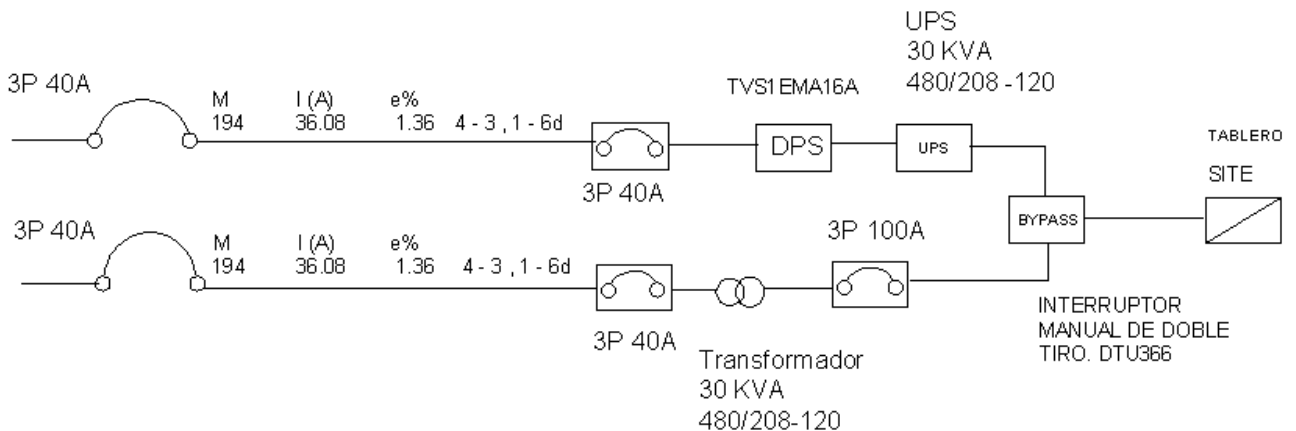 UPS
30 KVA
480/208 -120
3P 40A
TVS1EMA16A
M I (A) e%
194 36.08 1.36 4 - 3 , 1 - 6d
DPS
UPS
TABLERO
SITE
3P 40A
BYPASS
3P 40A
3P 100A
M I (A) e%
194 36.08 1.36 4 - 3 , 1 - 6d
3P 40A
INTERRUPTOR
MANUAL DE DOBLE
TIRO. DTU366
Transformador
30 KVA
480/208-120